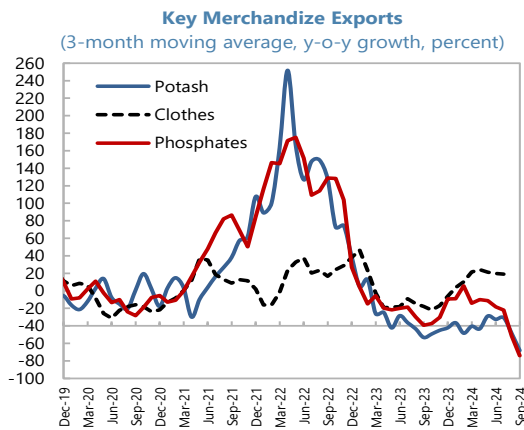 Key Merchandize Exports
(3-month moving average, y-o-y growth, percent)
260
240
220
200
180
160
140
120
100
80
60
40
20
0
-20
-40
-60
-80
-100
Potash
Clothes
Phosphates
Dec-19
Mar-20
Jun-20
Sep-20
Dec-20
Mar-21
Jun-21
Sep-21
Dec-21
Mar-22
Jun-22
Sep-22
Dec-22
Mar-23
Jun-23
Sep-23
Dec-23
Mar-24
Jun-24
Sep-24